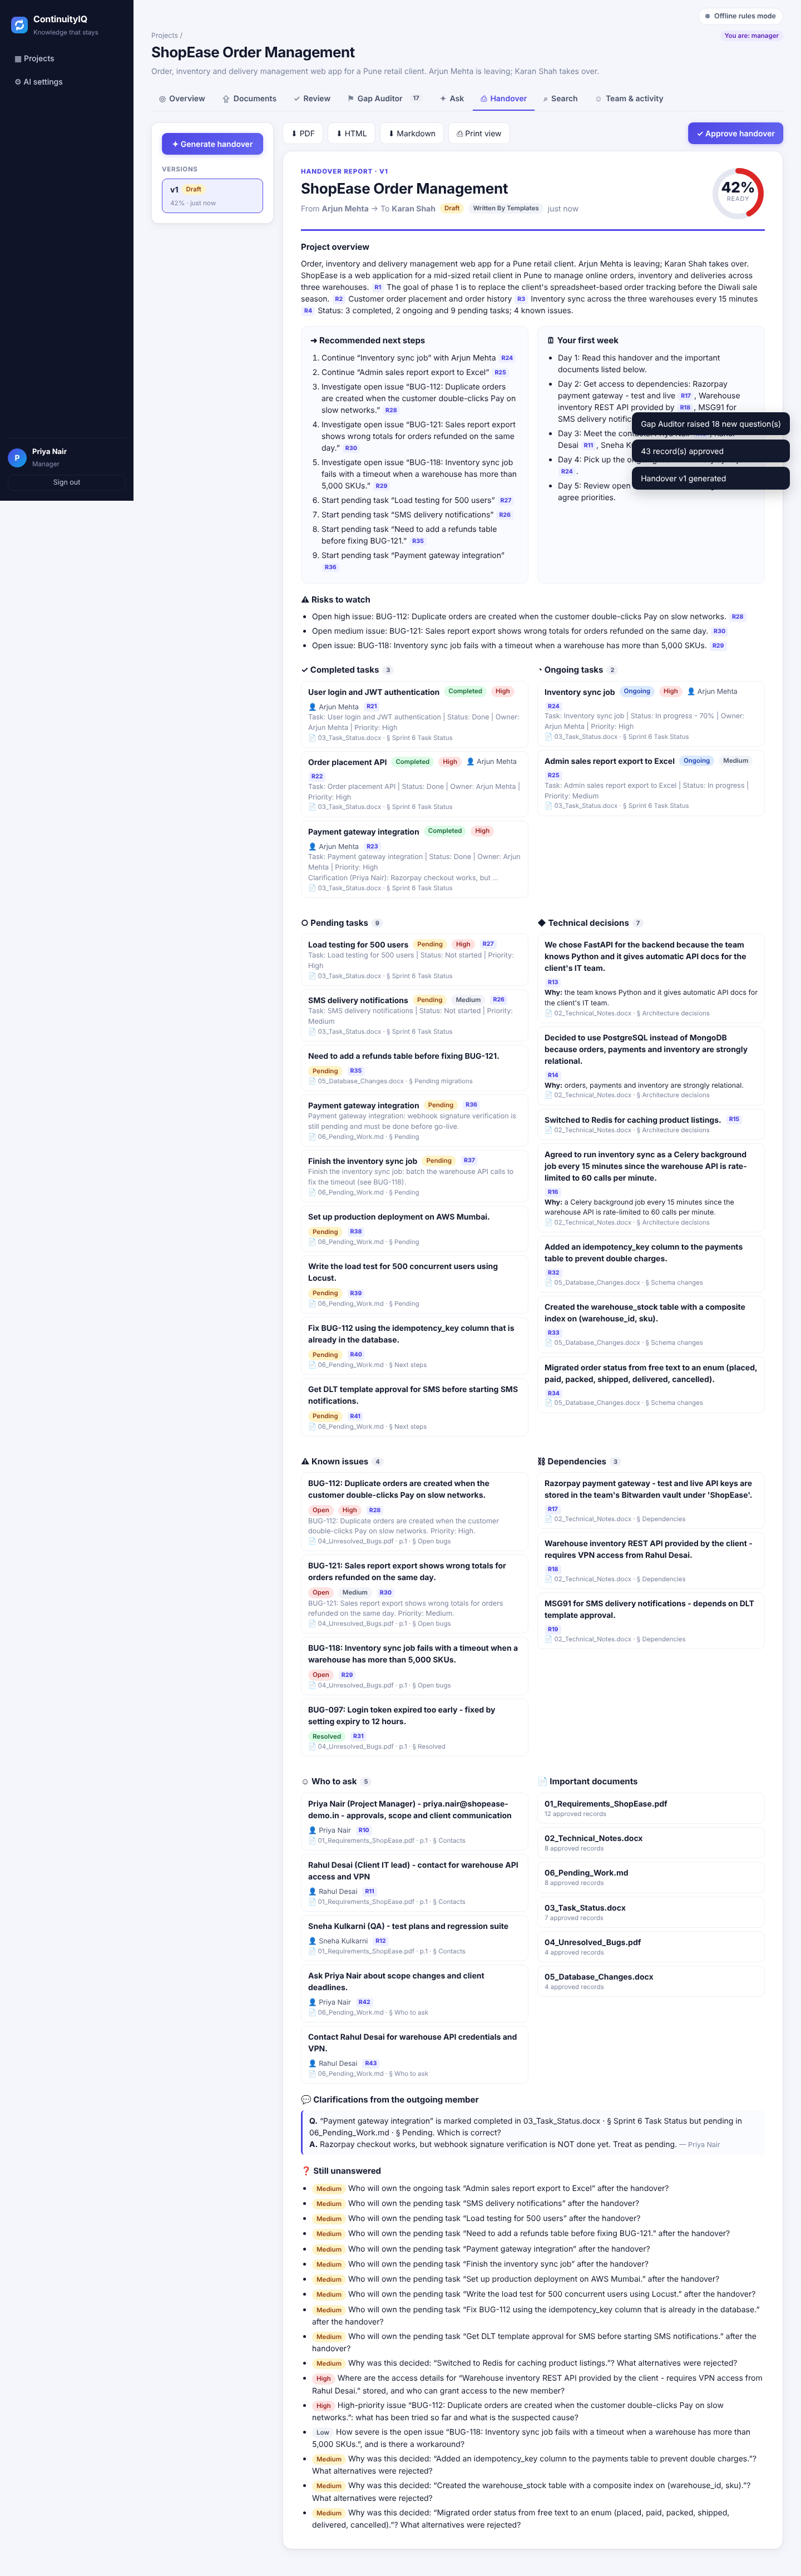 ContinuityIQ
Knowledge that stays
Projects
AI settings
P
Priya Nair
Manager
Sign out
Offline rules mode
Projects /
You are: manager
ShopEase Order Management
Order, inventory and delivery management web app for a Pune retail client. Arjun Mehta is leaving; Karan Shah takes over.
Overview Documents Review Gap Auditor 17 Ask Handover Search Team & activity
Generate handover
VERSIONS
v1 Draft
42% · just now
PDF HTML Markdown Print view
Approve handover
HANDOVER REPORT · V1
ShopEase Order Management
From Arjun Mehta → To Karan Shah Draft Written By Templates just now
42%
READY
Project overview
Order, inventory and delivery management web app for a Pune retail client. Arjun Mehta is leaving; Karan Shah takes over.
ShopEase is a web application for a mid-sized retail client in Pune to manage online orders, inventory and deliveries across
three warehouses. R1 The goal of phase 1 is to replace the client's spreadsheet-based order tracking before the Diwali sale
season. R2 Customer order placement and order history R3 Inventory sync across the three warehouses every 15 minutes
R4 Status: 3 completed, 2 ongoing and 9 pending tasks; 4 known issues.
Recommended next steps
1. Continue “Inventory sync job” with Arjun Mehta R24
2. Continue “Admin sales report export to Excel” R25
3. Investigate open issue “BUG-112: Duplicate orders
are created when the customer double-clicks Pay on
slow networks.” R28
4. Investigate open issue “BUG-121: Sales report export
shows wrong totals for orders refunded on the same
day.” R30
5. Investigate open issue “BUG-118: Inventory sync job
fails with a timeout when a warehouse has more than
5,000 SKUs.” R29
6. Start pending task “Load testing for 500 users” R27
7. Start pending task “SMS delivery notifications” R26
8. Start pending task “Need to add a refunds table
before fixing BUG-121.” R35
9. Start pending task “Payment gateway integration”
R36
Your first week
Day 1: Read this handover and the important
documents listed below.
Day 2: Get access to dependencies: Razorpay
payment gateway - test and live R17 , Warehouse
inventory REST API provided by R18 , MSG91 for
SMS delivery notific
Day 3: Meet the
Desai R11 , Sneha K
Day 4: Pick up the
R24 .
Day 5: Review open
agree priorities.
Gap Auditor raised 18 new question(s)
43 record(s) approved
Handover v1 generated
Risks to watch
Open high issue: BUG-112: Duplicate orders are created when the customer double-clicks Pay on slow networks. R28
Open medium issue: BUG-121: Sales report export shows wrong totals for orders refunded on the same day. R30
Open issue: BUG-118: Inventory sync job fails with a timeout when a warehouse has more than 5,000 SKUs. R29
Completed tasks 3
User login and JWT authentication Completed High
Arjun Mehta R21
Task: User login and JWT authentication | Status: Done | Owner:
Arjun Mehta | Priority: High
03_Task_Status.docx · § Sprint 6 Task Status
Order placement API Completed High Arjun Mehta
R22
Task: Order placement API | Status: Done | Owner: Arjun Mehta |
Priority: High
03_Task_Status.docx · § Sprint 6 Task Status
Payment gateway integration Completed High
Arjun Mehta R23
Task: Payment gateway integration | Status: Done | Owner: Arjun
Mehta | Priority: High
Clarification (Priya Nair): Razorpay checkout works, but ...
03_Task_Status.docx · § Sprint 6 Task Status
Ongoing tasks 2
Inventory sync job Ongoing High Arjun Mehta
R24
Task: Inventory sync job | Status: In progress - 70% | Owner:
Arjun Mehta | Priority: High
03_Task_Status.docx · § Sprint 6 Task Status
Admin sales report export to Excel Ongoing Medium
R25
Task: Admin sales report export to Excel | Status: In progress |
Priority: Medium
03_Task_Status.docx · § Sprint 6 Task Status
Pending tasks 9
Load testing for 500 users Pending High R27
Task: Load testing for 500 users | Status: Not started | Priority:
High
03_Task_Status.docx · § Sprint 6 Task Status
SMS delivery notifications Pending Medium R26
Task: SMS delivery notifications | Status: Not started | Priority:
Medium
03_Task_Status.docx · § Sprint 6 Task Status
Need to add a refunds table before fixing BUG-121.
Pending R35
05_Database_Changes.docx · § Pending migrations
Payment gateway integration Pending R36
Payment gateway integration: webhook signature verification is
still pending and must be done before go-live.
06_Pending_Work.md · § Pending
Finish the inventory sync job Pending R37
Finish the inventory sync job: batch the warehouse API calls to
fix the timeout (see BUG-118).
06_Pending_Work.md · § Pending
Set up production deployment on AWS Mumbai.
Pending R38
06_Pending_Work.md · § Pending
Write the load test for 500 concurrent users using
Locust.
Pending R39
06_Pending_Work.md · § Pending
Fix BUG-112 using the idempotency_key column that is
already in the database.
Pending R40
06_Pending_Work.md · § Next steps
Get DLT template approval for SMS before starting SMS
notifications.
Pending R41
06_Pending_Work.md · § Next steps
Technical decisions 7
We chose FastAPI for the backend because the team
knows Python and it gives automatic API docs for the
client's IT team.
R13
Why: the team knows Python and it gives automatic API docs for
the client's IT team.
02_Technical_Notes.docx · § Architecture decisions
Decided to use PostgreSQL instead of MongoDB
because orders, payments and inventory are strongly
relational.
R14
Why: orders, payments and inventory are strongly relational.
02_Technical_Notes.docx · § Architecture decisions
Switched to Redis for caching product listings. R15
02_Technical_Notes.docx · § Architecture decisions
Agreed to run inventory sync as a Celery background
job every 15 minutes since the warehouse API is rate-
limited to 60 calls per minute.
R16
Why: a Celery background job every 15 minutes since the
warehouse API is rate-limited to 60 calls per minute.
02_Technical_Notes.docx · § Architecture decisions
Added an idempotency_key column to the payments
table to prevent double charges.
R32
05_Database_Changes.docx · § Schema changes
Created the warehouse_stock table with a composite
index on (warehouse_id, sku).
R33
05_Database_Changes.docx · § Schema changes
Migrated order status from free text to an enum (placed,
paid, packed, shipped, delivered, cancelled).
R34
05_Database_Changes.docx · § Schema changes
Known issues 4
BUG-112: Duplicate orders are created when the
customer double-clicks Pay on slow networks.
Open High R28
BUG-112: Duplicate orders are created when the customer
double-clicks Pay on slow networks. Priority: High.
04_Unresolved_Bugs.pdf · p.1 · § Open bugs
BUG-121: Sales report export shows wrong totals for
orders refunded on the same day.
Open Medium R30
BUG-121: Sales report export shows wrong totals for orders
refunded on the same day. Priority: Medium.
04_Unresolved_Bugs.pdf · p.1 · § Open bugs
BUG-118: Inventory sync job fails with a timeout when a
warehouse has more than 5,000 SKUs.
Open R29
04_Unresolved_Bugs.pdf · p.1 · § Open bugs
BUG-097: Login token expired too early - fixed by
setting expiry to 12 hours.
Resolved R31
04_Unresolved_Bugs.pdf · p.1 · § Resolved
Dependencies 3
Razorpay payment gateway - test and live API keys are
stored in the team's Bitwarden vault under 'ShopEase'.
R17
02_Technical_Notes.docx · § Dependencies
Warehouse inventory REST API provided by the client -
requires VPN access from Rahul Desai.
R18
02_Technical_Notes.docx · § Dependencies
MSG91 for SMS delivery notifications - depends on DLT
template approval.
R19
02_Technical_Notes.docx · § Dependencies
Who to ask 5
Priya Nair (Project Manager) - priya.nair@shopease-
demo.in - approvals, scope and client communication
Priya Nair R10
01_Requirements_ShopEase.pdf · p.1 · § Contacts
Rahul Desai (Client IT lead) - contact for warehouse API
access and VPN
Rahul Desai R11
01_Requirements_ShopEase.pdf · p.1 · § Contacts
Sneha Kulkarni (QA) - test plans and regression suite
Sneha Kulkarni R12
01_Requirements_ShopEase.pdf · p.1 · § Contacts
Ask Priya Nair about scope changes and client
deadlines.
Priya Nair R42
06_Pending_Work.md · § Who to ask
Contact Rahul Desai for warehouse API credentials and
VPN.
Rahul Desai R43
06_Pending_Work.md · § Who to ask
Important documents
01_Requirements_ShopEase.pdf
12 approved records
02_Technical_Notes.docx
8 approved records
06_Pending_Work.md
8 approved records
03_Task_Status.docx
7 approved records
04_Unresolved_Bugs.pdf
4 approved records
05_Database_Changes.docx
4 approved records
Clarifications from the outgoing member
Q. “Payment gateway integration” is marked completed in 03_Task_Status.docx · § Sprint 6 Task Status but pending in
06_Pending_Work.md · § Pending. Which is correct?
A. Razorpay checkout works, but webhook signature verification is NOT done yet. Treat as pending. — Priya Nair
Still unanswered
Medium Who will own the ongoing task “Admin sales report export to Excel” after the handover?
Medium Who will own the pending task “SMS delivery notifications” after the handover?
Medium Who will own the pending task “Load testing for 500 users” after the handover?
Medium Who will own the pending task “Need to add a refunds table before fixing BUG-121.” after the handover?
Medium Who will own the pending task “Payment gateway integration” after the handover?
Medium Who will own the pending task “Finish the inventory sync job” after the handover?
Medium Who will own the pending task “Set up production deployment on AWS Mumbai.” after the handover?
Medium Who will own the pending task “Write the load test for 500 concurrent users using Locust.” after the handover?
Medium Who will own the pending task “Fix BUG-112 using the idempotency_key column that is already in the database.”
after the handover?
Medium Who will own the pending task “Get DLT template approval for SMS before starting SMS notifications.” after the
handover?
Medium Why was this decided: “Switched to Redis for caching product listings.”? What alternatives were rejected?
High Where are the access details for “Warehouse inventory REST API provided by the client - requires VPN access from
Rahul Desai.” stored, and who can grant access to the new member?
High High-priority issue “BUG-112: Duplicate orders are created when the customer double-clicks Pay on slow
networks.”: what has been tried so far and what is the suspected cause?
Low How severe is the open issue “BUG-118: Inventory sync job fails with a timeout when a warehouse has more than
5,000 SKUs.”, and is there a workaround?
Medium Why was this decided: “Added an idempotency_key column to the payments table to prevent double charges.”?
What alternatives were rejected?
Medium Why was this decided: “Created the warehouse_stock table with a composite index on (warehouse_id, sku).”?
What alternatives were rejected?
Medium Why was this decided: “Migrated order status from free text to an enum (placed, paid, packed, shipped,
delivered, cancelled).”? What alternatives were rejected?